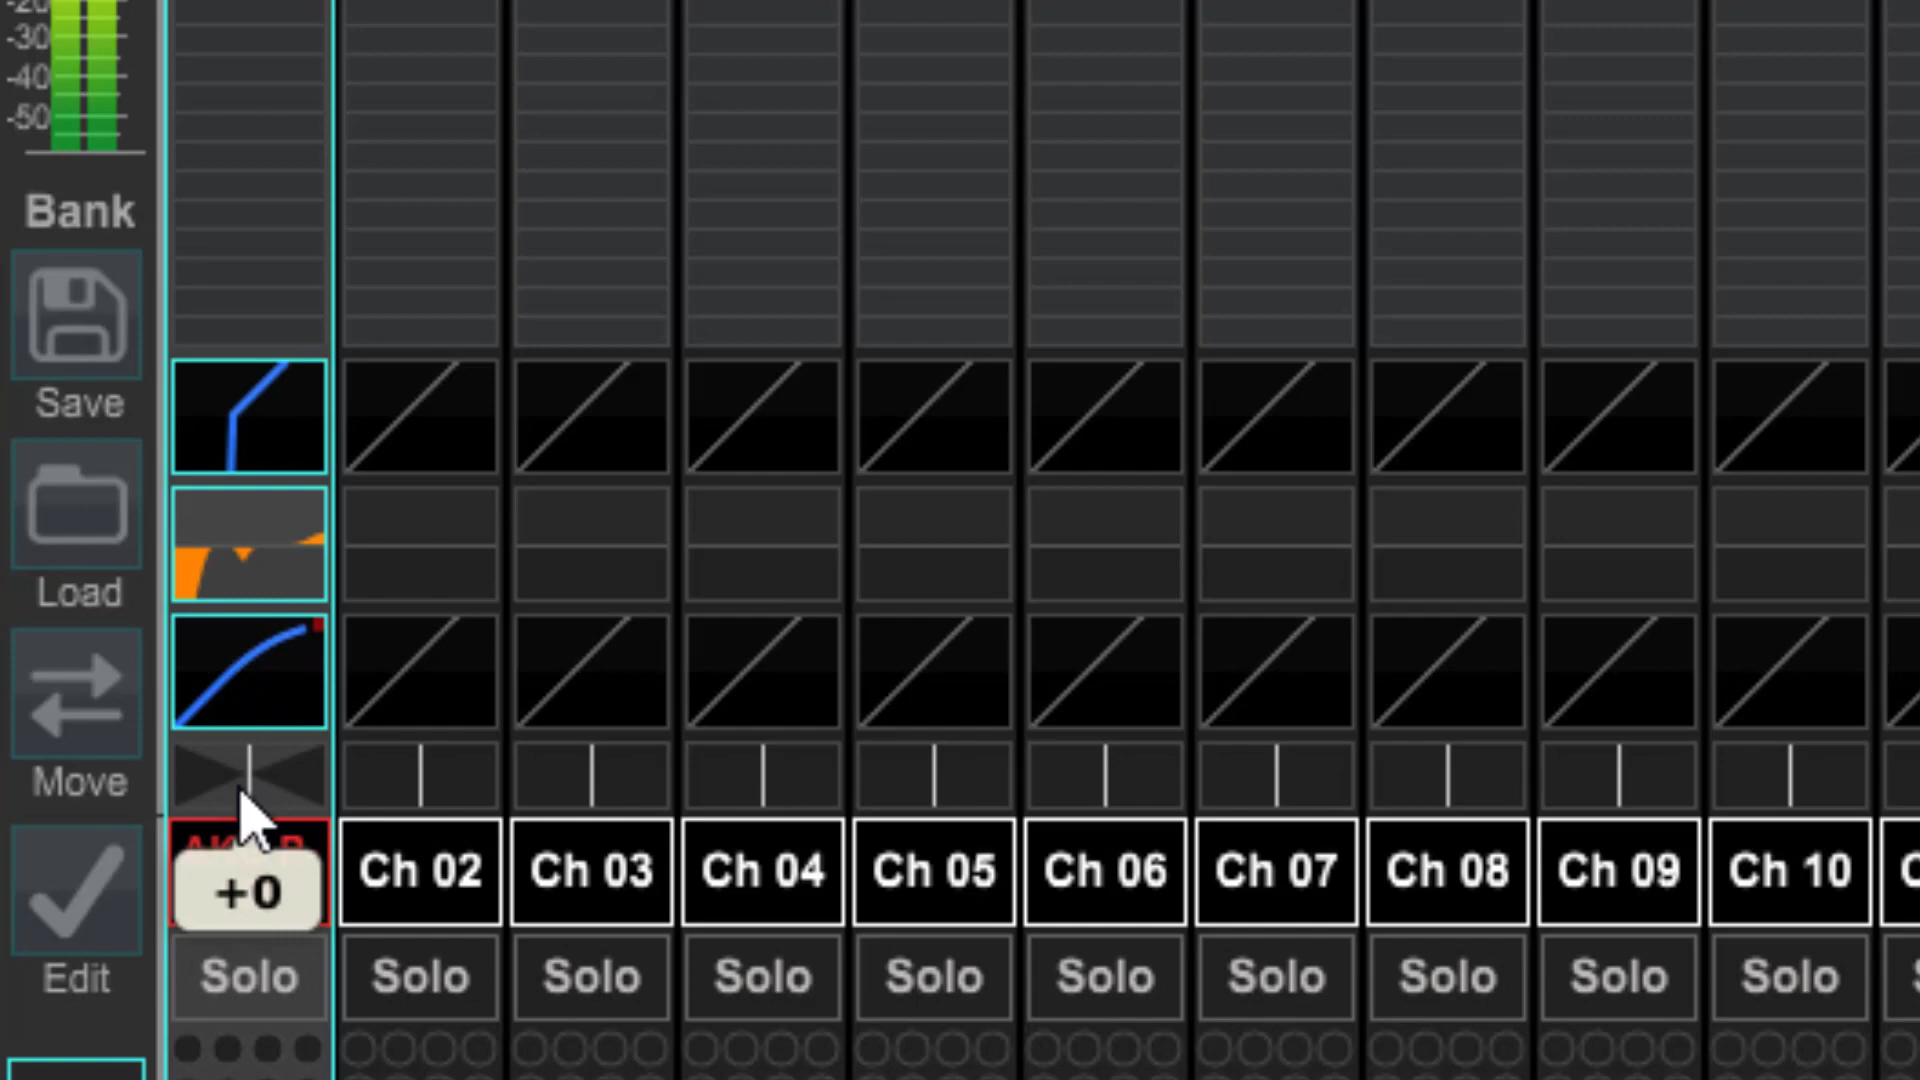 -20
-30
-40
-50
Bank
Save
Load
Move
Edit
+0
Ch 02
Ch 03
Ch 04
Ch 05
Ch 06
Ch 07
Ch 08
Ch 09
Ch 10
Solo
Solo
Solo
Solo
Solo
Solo
Solo
Solo
Solo
Solo